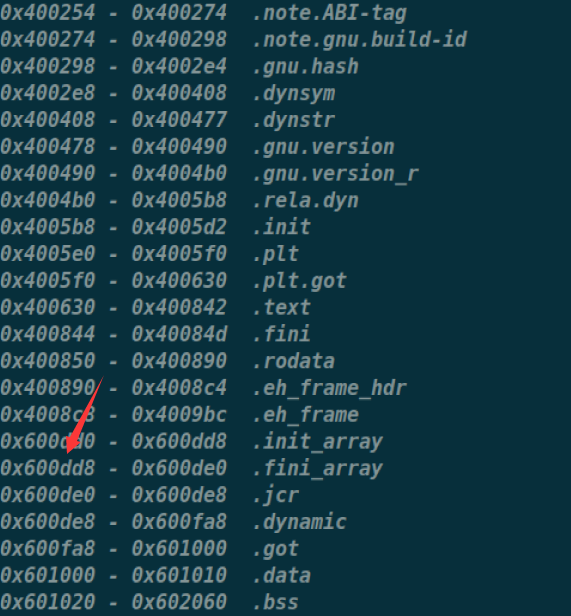 0x400254 - 0x400274 .note.ABI-tag
0x400274 - 0x400298 .note.gnu.build-id
0x400298 - 0x4002e4 .gnu.hash
0x4002e8 - 0x400408 .dynsym
0x400408 - 0x400477 .dynstr
0x400478 - 0x400490 .gnu.version
0x400490 - 0x4004b0 .gnu.version_r
0x4004b0 - 0x4005b8 .rela.dyn
0x4005b8 - 0x4005d2 .init
0x4005e0 - 0x4005f0 .plt
0x4005f0 - 0x400630 .plt.got
0x400630 - 0x400842 .text
0x400844 - 0x40084d .fini
0x400850 - 0x400890 .rodata
0x400890 - 0x4008c4 .eh_frame_hdr
0x4008c8 - 0x4009bc .eh_frame
0x600dd0 - 0x600dd8 .init_array
0x600dd8 - 0x600de0 .fini_array
0x600de0 - 0x600de8 .jcr
0x600de8 - 0x600fa8 .dynamic
0x600fa8 - 0x601000 .got
0x601000 - 0x601010 .data
0x601020 - 0x602060 .bss